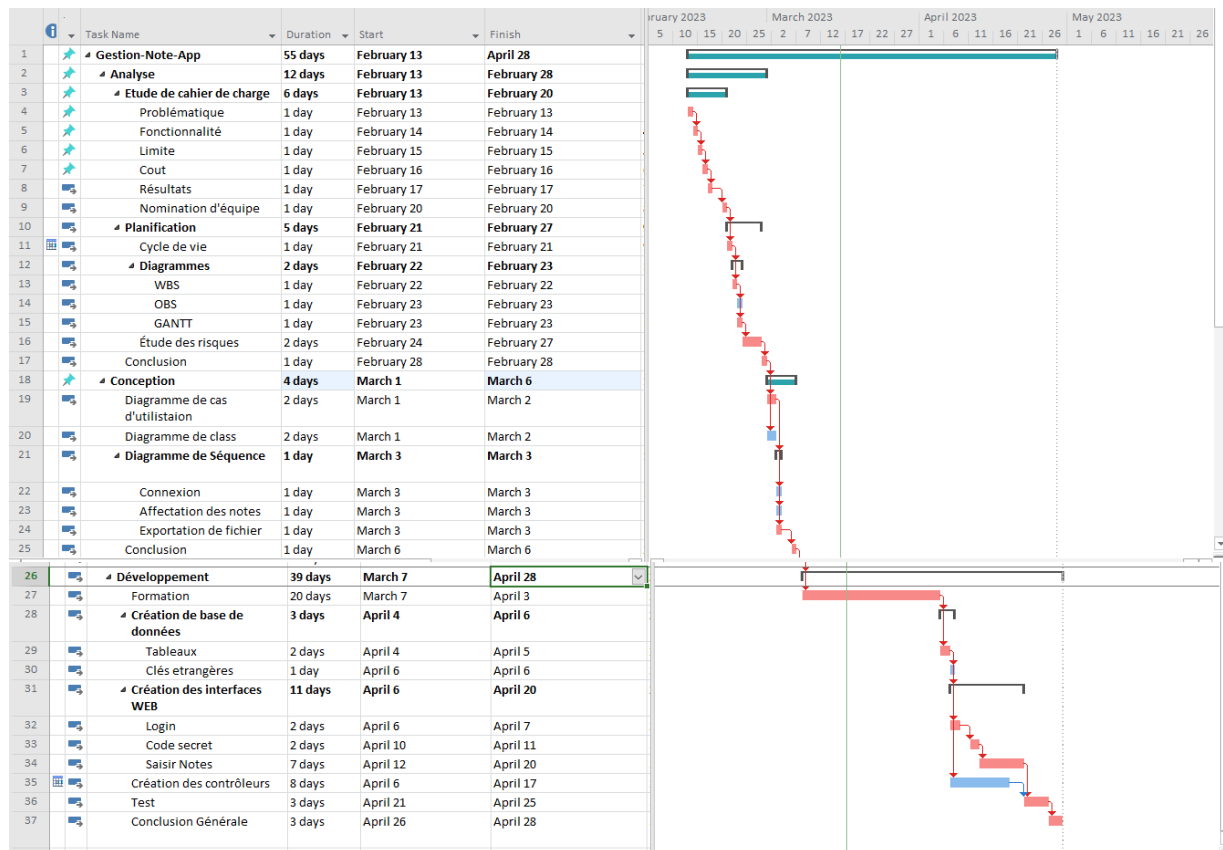 ruary 2023 March 2023 April 2023 May 2023
Task Name Duration Start Finish 5 10 15 20 25 2 7 12 17 22 27 1 6 11 16 21 26 1 6 11 16 21 26
1 Gestion-Note-App 55 days February 13 April 28
2 Analyse 12 days February 13 February 28
3 Etude de cahier de charge 6 days February 13 February 20
4 Problématique 1 day February 13 February 13
5 Fonctionnalité 1 day February 14 February 14
6 Limite 1 day February 15 February 15
7 Cout 1 day February 16 February 16
8 Résultats 1 day February 17 February 17
9 Nomination d'équipe 1 day February 20 February 20
10 Planification 5 days February 21 February 27
11 Cycle de vie 1 day February 21 February 21
12 Diagrammes 2 days February 22 February 23
13 WBS 1 day February 22 February 22
14 OBS 1 day February 23 February 23
15 GANTT 1 day February 23 February 23
16 Étude des risques 2 days February 24 February 27
17 Conclusion 1 day February 28 February 28
18 Conception 4 days March 1 March 6
19 Diagramme de cas 2 days March 1 March 2
d'utilistaion
20 Diagramme de class 2 days March 1 March 2
21 Diagramme de Séquence 1 day March 3 March 3
22 Connexion 1 day March 3 March 3
23 Affectation des notes 1 day March 3 March 3
24 Exportation de fichier 1 day March 3 March 3
25 Conclusion 1 day March 6 March 6
26 Développement 39 days March 7 April 28
27 Formation 20 days March 7 April 3
28 Création de base de 3 days April 4 April 6
données
29 Tableaux 2 days April 4 April 5
30 Clés etrangères 1 day April 6 April 6
31 Création des interfaces 11 days April 6 April 20
WEB
32 Login 2 days April 6 April 7
33 Code secret 2 days April 10 April 11
34 Saisir Notes 7 days April 12 April 20
35 Création des contrôleurs 8 days April 6 April 17
36 Test 3 days April 21 April 25
37 Conclusion Générale 3 days April 26 April 28